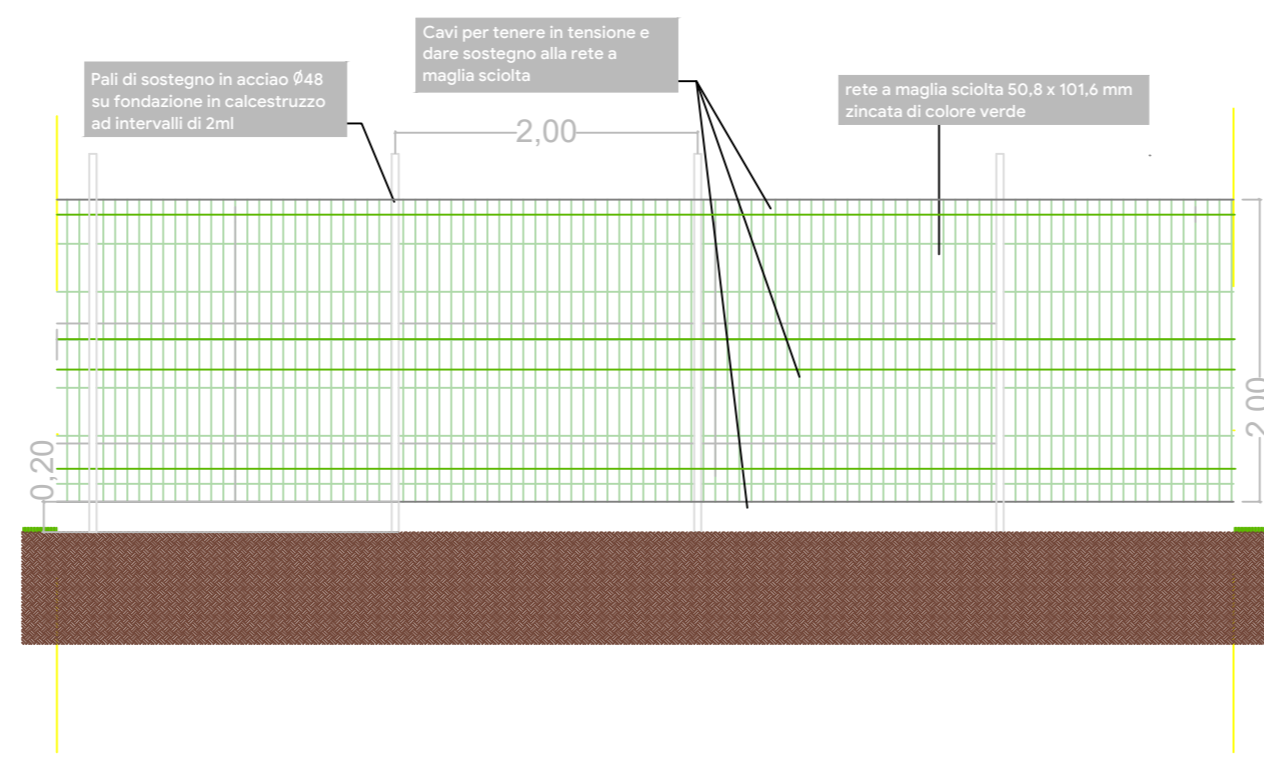 Cavi per tenere in tensione e
dare sostegno alla rete a
maglia sciolta
Pali di sostegno in acciao Ø48
su fondazione in calcestruzzo
ad intervalli di 2ml
rete a maglia sciolta 50,8 x 101,6 mm
zincata di colore verde
2,00
0,20
2,00